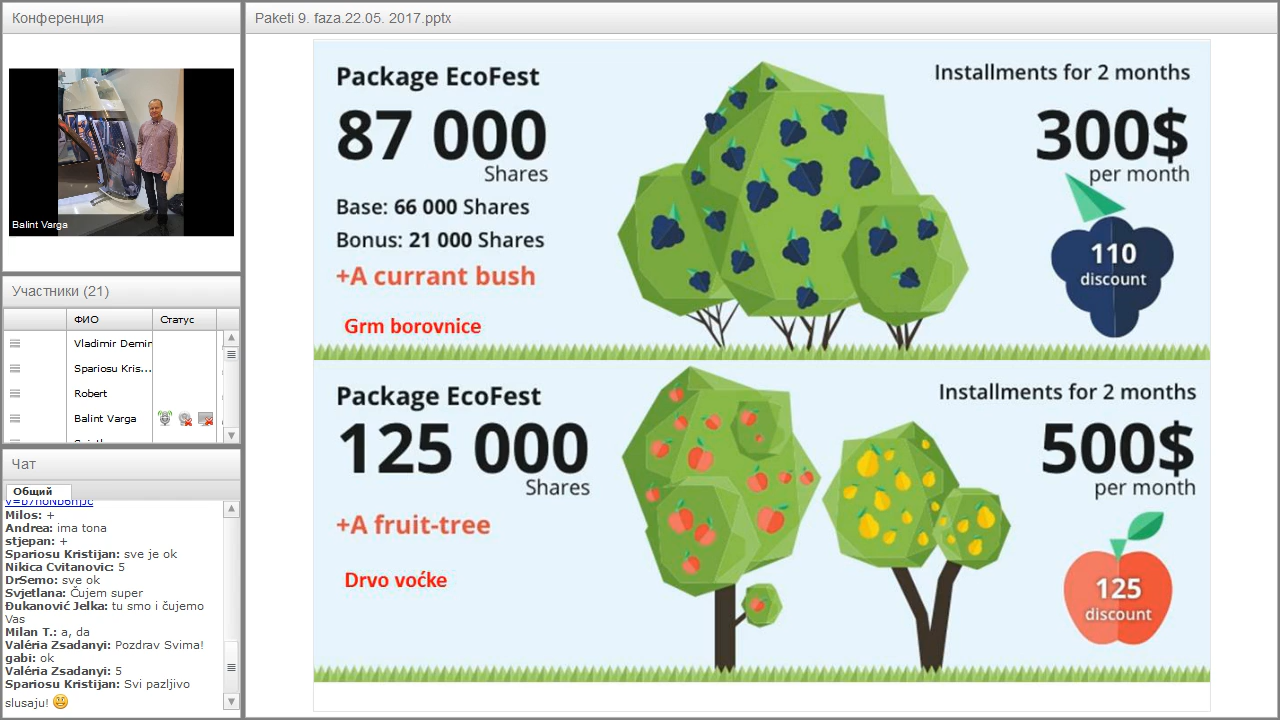 Конференция
Balint Varga
Участники (21)
ФИО
Статус
Vladimir Demin
Spariosu Kris...
Robert
Balint Varga
Чат
Общий
Milos: +
Andrea: ima tona
stjepan: +
Spariosu Kristijan: sve je ok
Nikica Cvitanovic: 5
DrSemo: sve ok
Svjetlana: Čujem super
Đukanović Jelka: tu smo i čujemo
Vas
Milan T.: a, da
Valéria Zsadanyi: Pozdrav Svima!
gabi: ok
Valéria Zsadanyi: 5
Spariosu Kristijan: Svi pazljivo
slusaju!
Paketi 9. faza.22.05. 2017.pptx
Package EcoFest
87 000
Shares
Base: 66 000 Shares
Bonus: 21 000 Shares
+A currant bush
Grm borovnice
Installments for 2 months
300$
per month
110
discount
Package EcoFest
125 000
Shares
+A fruit-tree
Drvo voćke
Installments for 2 months
500$
per month
125
discount